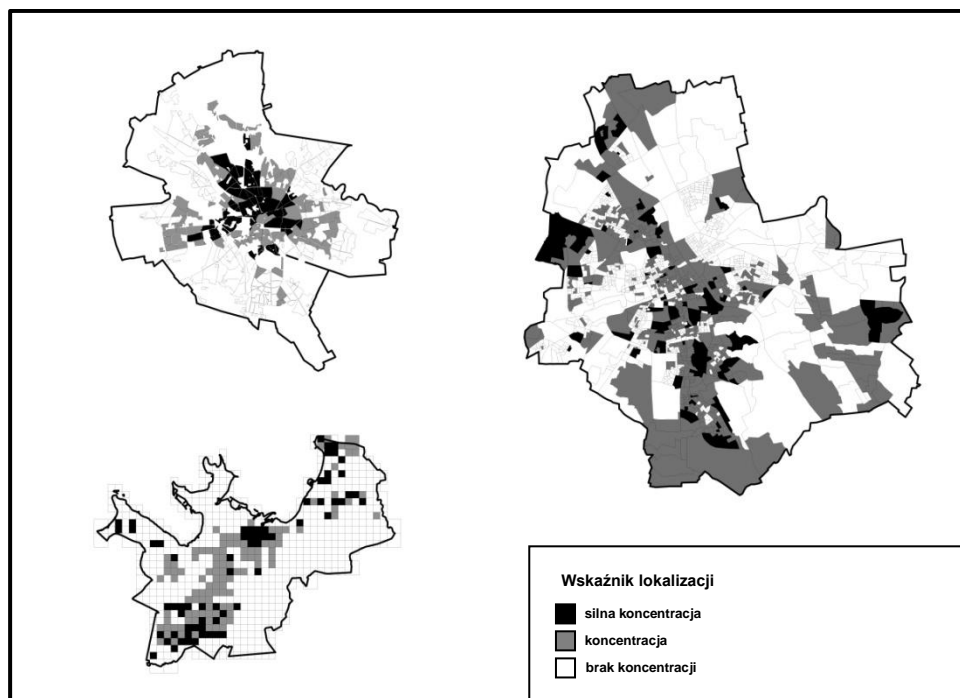 Wskaźnik lokalizacji
silna koncentracja
koncentracja
brak koncentracji